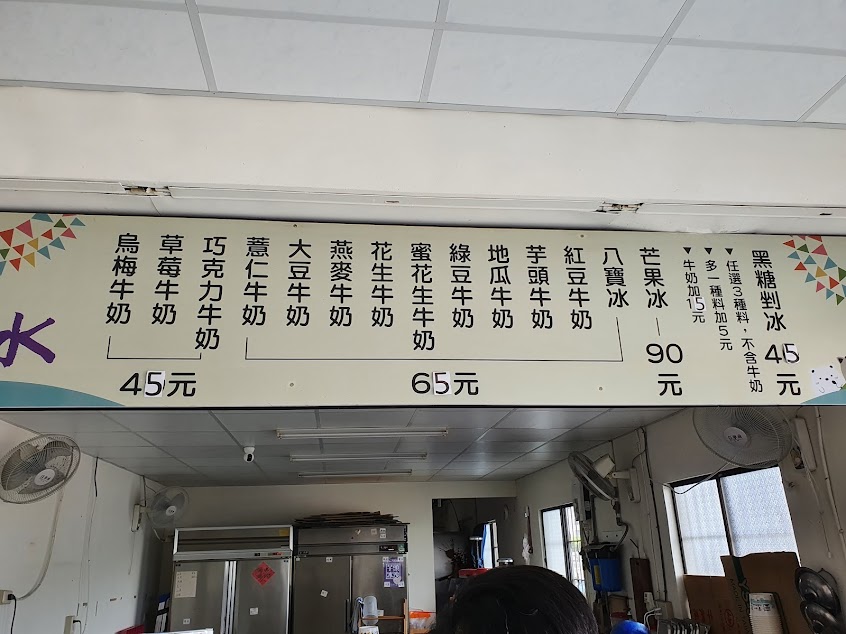 黑糖剉冰 45元
▼任選3種料，不含牛奶
▼多一種料加5元
▼牛奶加15元
芒果冰－90元
八寶冰
紅豆牛奶
芋頭牛奶
地瓜牛奶
綠豆牛奶
蜜花生牛奶
花生牛奶
燕麥牛奶
大豆牛奶
薏仁牛奶
65元
巧克力牛奶
草莓牛奶
烏梅牛奶
45元
冰